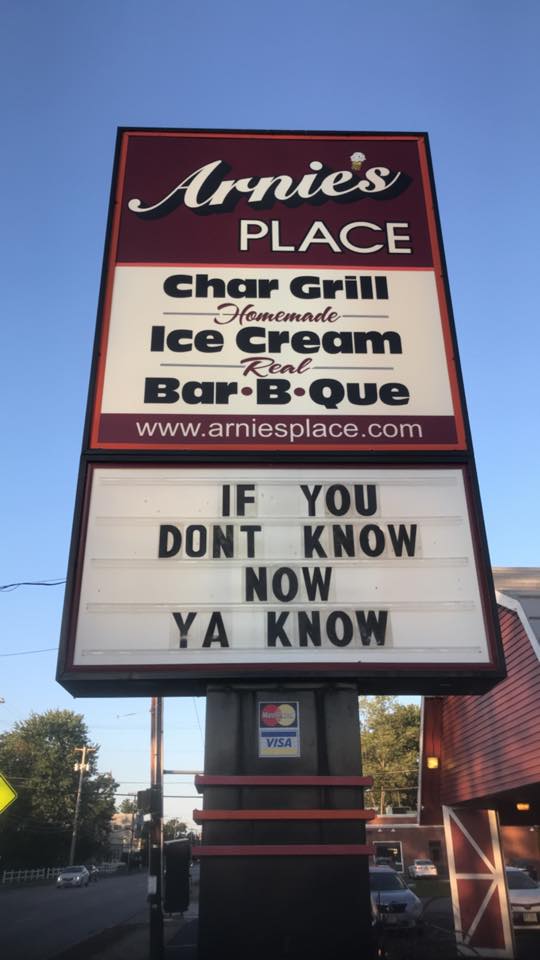 Arnie's
PLACE
Char Grill
Homemade
Ice Cream
Real
Bar•B•Que
www.arniesplace.com
IF YOU
DONT KNOW
NOW
YA KNOW
MasterCard
VISA